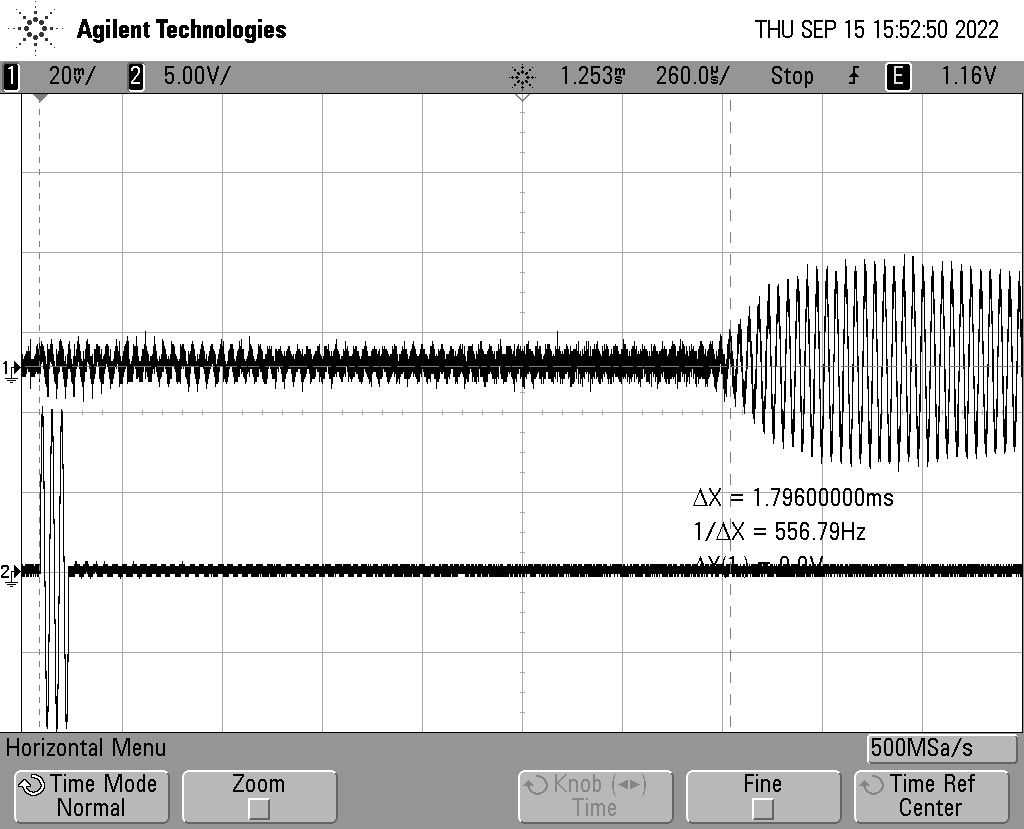 Agilent Technologies THU SEP 15 15:52:50 2022
1 20mV/ 2 5.00V/ 1.253ms 260.0µs/ Stop E 1.16V
1
ΔX = 1.79600000ms
1/ΔX = 556.79Hz
ΔY(1) = 0.0V
2
Horizontal Menu 500MSa/s
Time Mode Normal Zoom Knob (◂▸) Time Fine Time Ref Center